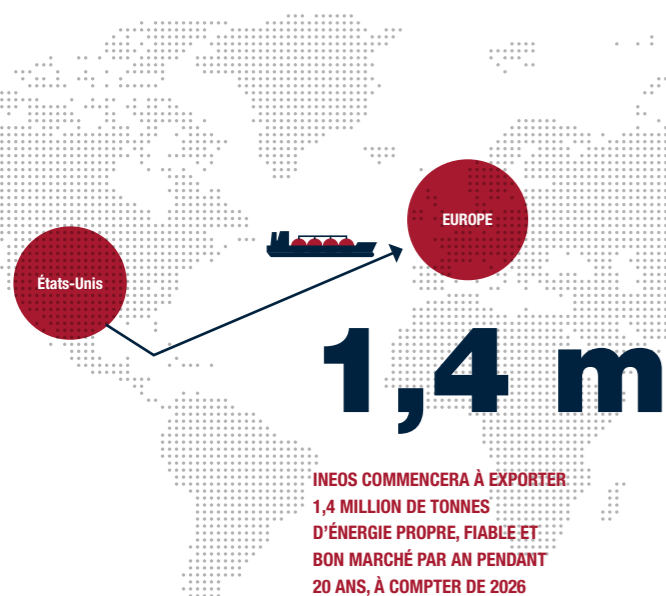 EUROPE
États-Unis
1,4 m
INEOS COMMENCERA À EXPORTER
1,4 MILLION DE TONNES
D'ÉNERGIE PROPRE, FIABLE ET
BON MARCHÉ PAR AN PENDANT
20 ANS, À COMPTER DE 2026